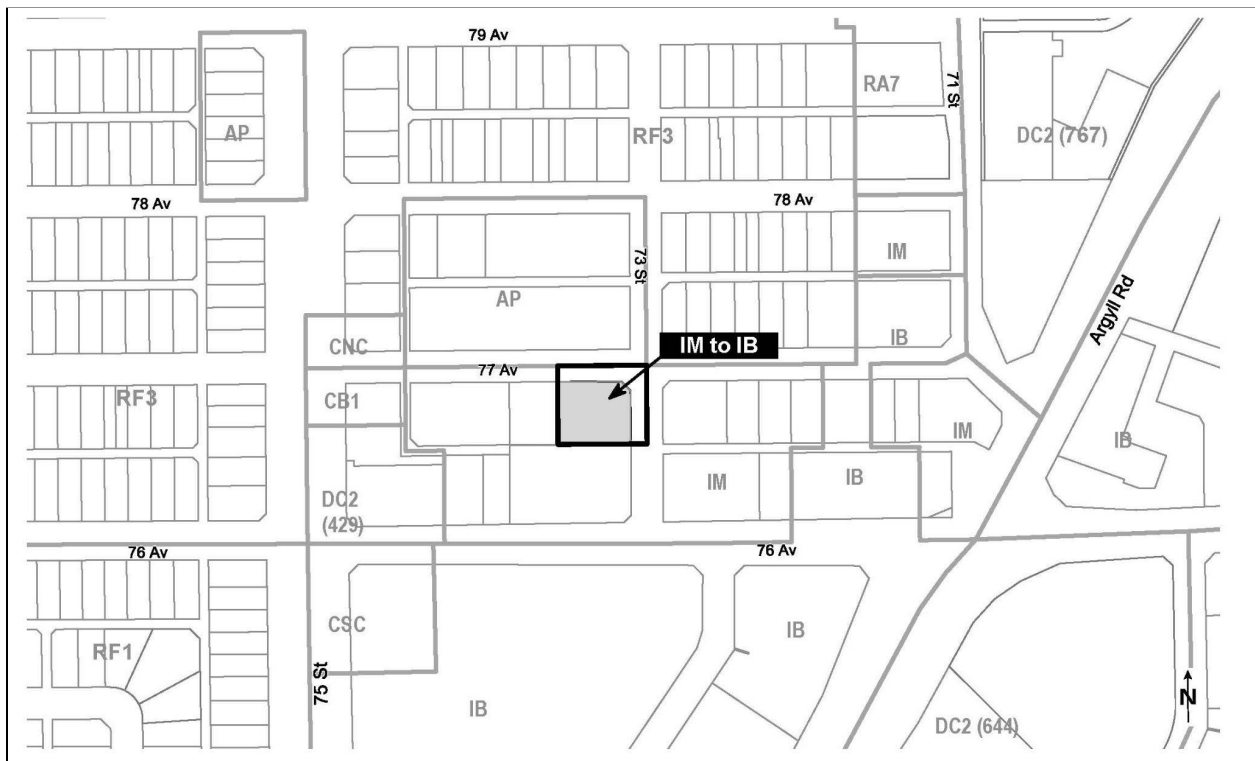 79 Av
RA7
71 St
AP
RF3
DC2 (767)
78 Av
78 Av
73 St
IM
AP
Argyll Rd
CNC
IM to IB
IB
77 Av
RF3
CB1
IM
IB
DC2
(429)
IM
IB
76 Av
76 Av
CSC
IB
RF1
75 St
IB
DC2 (644)
N